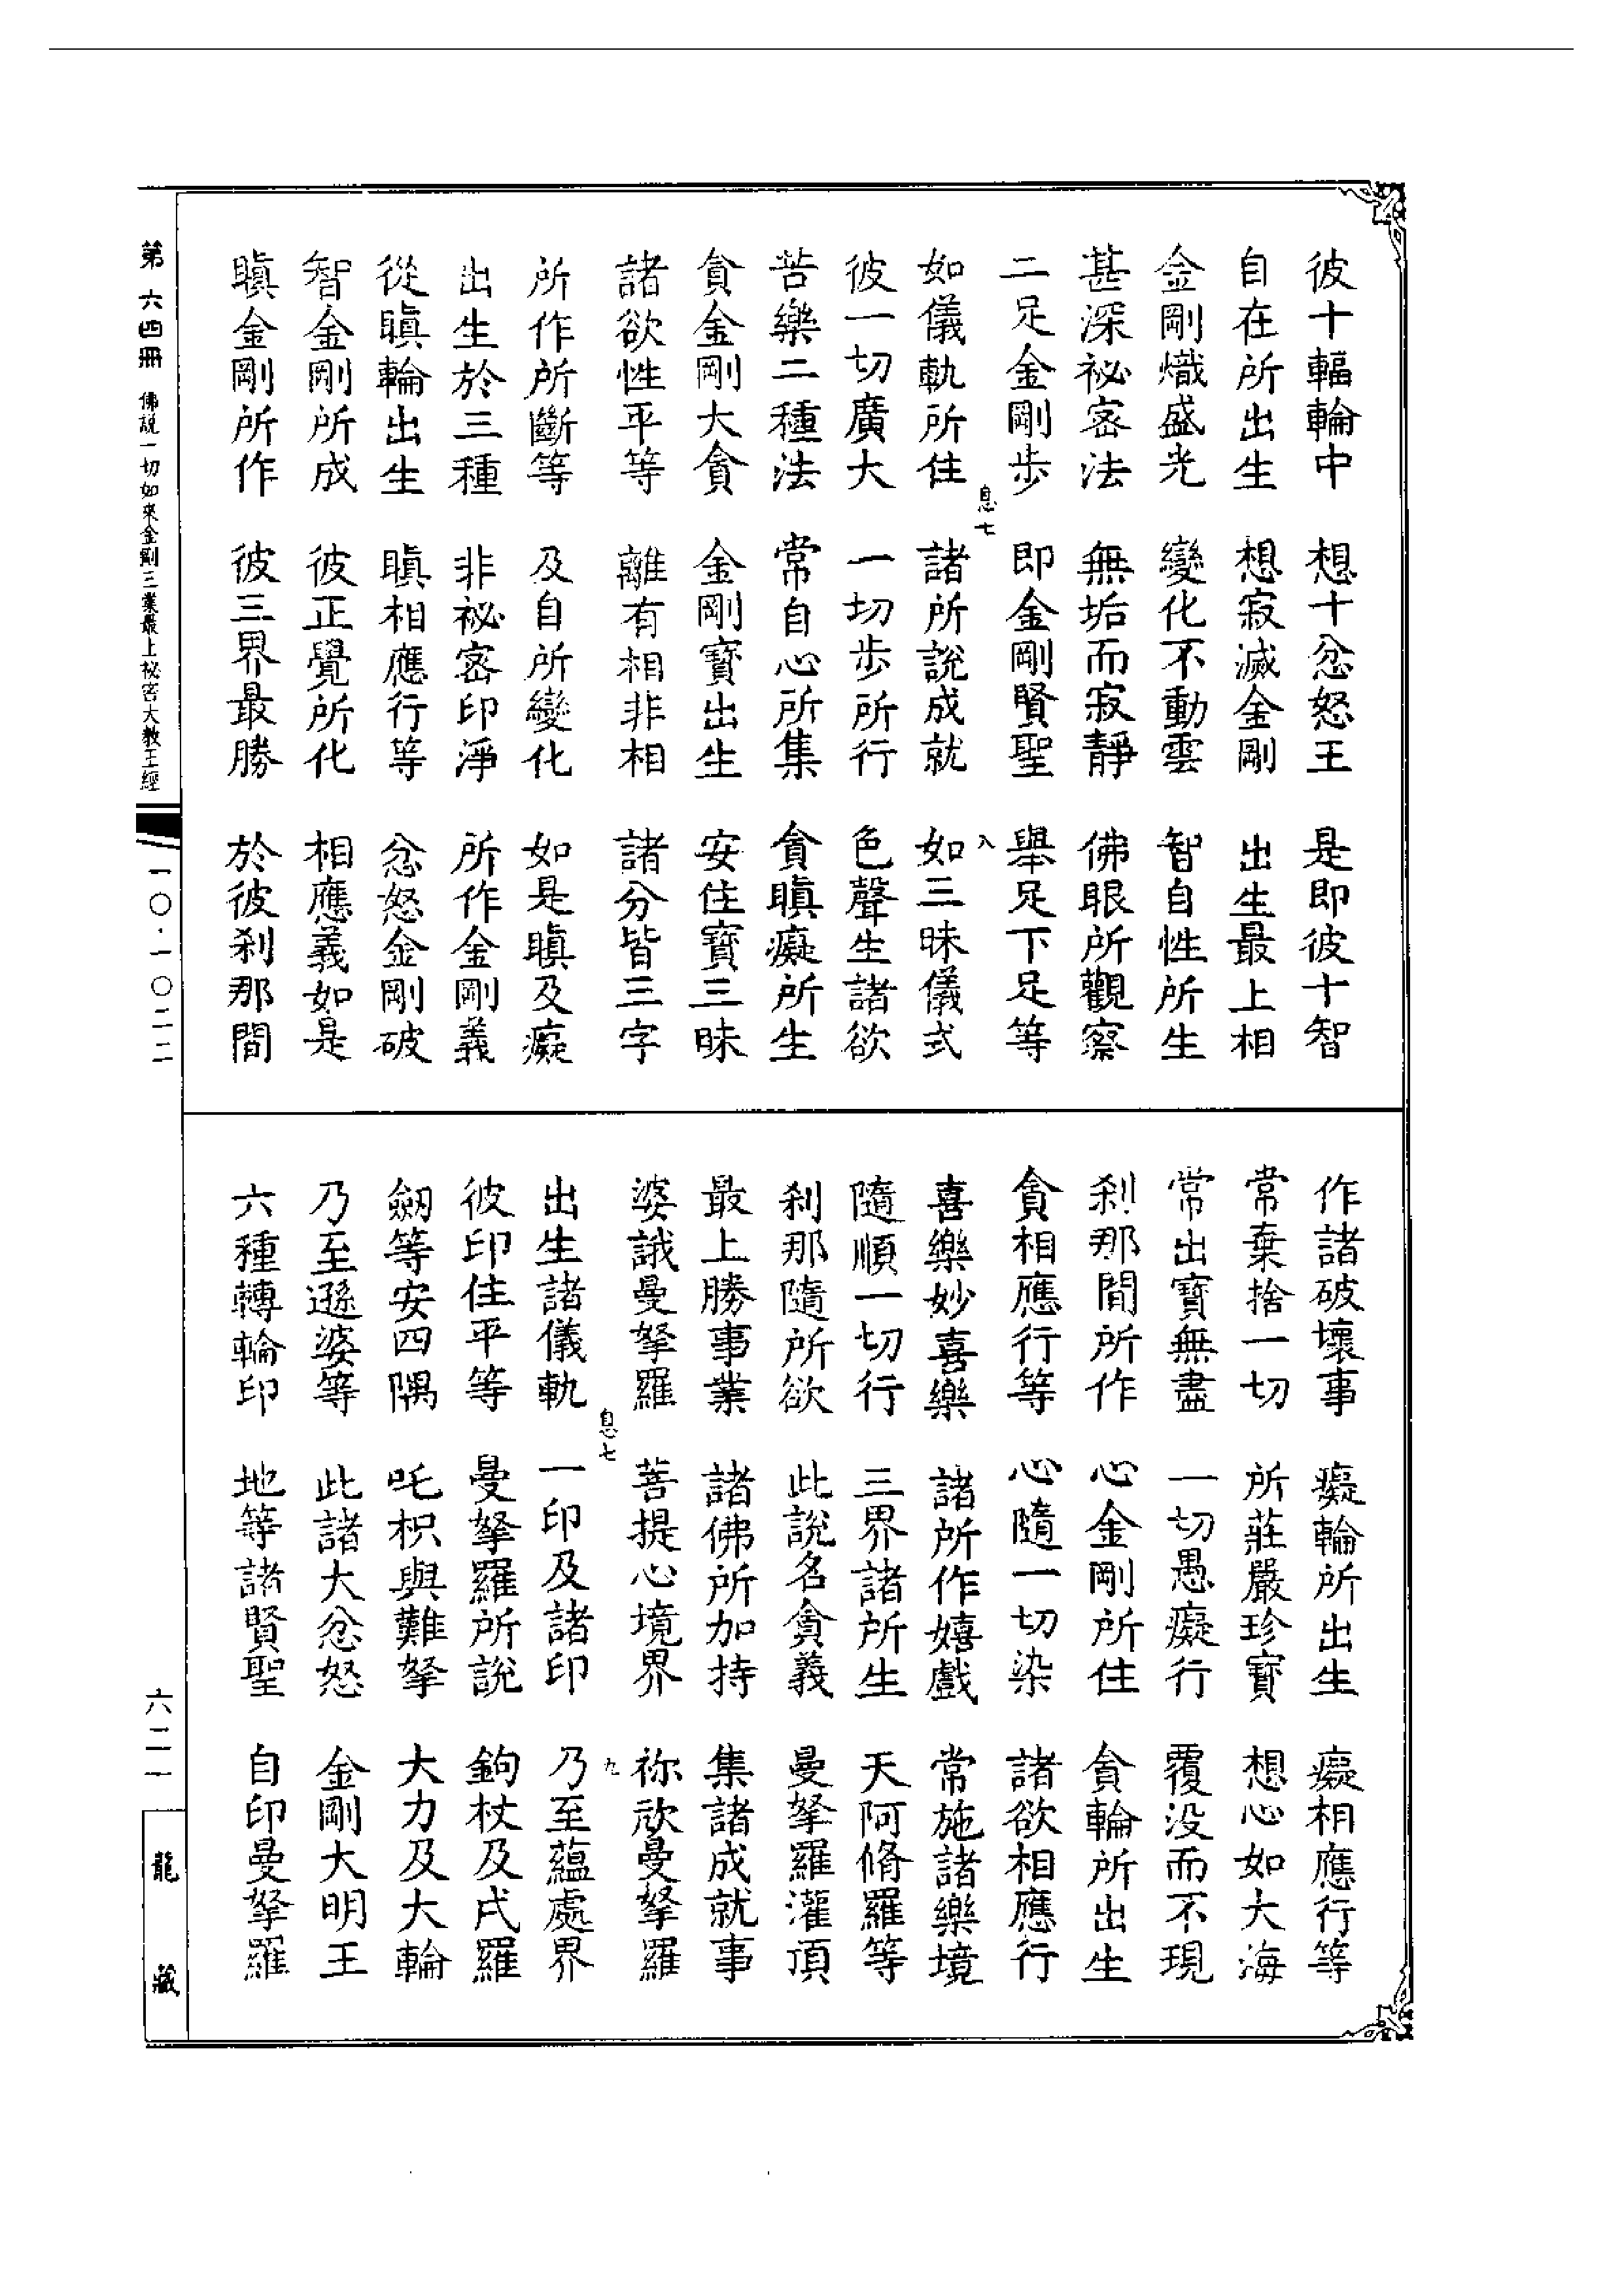 彼十輻輪中　想十忿怒王　是即彼十智
自在所出生　想寂滅金剛　出生最上相
金剛熾盛光　變化不動雲　智自性所生
甚深祕密法　無垢而寂靜　佛眼所觀察
二足金剛步　即金剛賢聖　舉足下足等
息七　八
如儀軌所住　諸所說成就　如三昧儀式
彼一切廣大　一切步所行　色聲生諸欲
苦樂二種法　常自心所集　貪瞋癡所生
貪金剛大貪　金剛寶出生　安住寶三昧
諸欲性平等　離有相非相　諸分皆三字
所作所斷等　及自所變化　如是瞋及癡
出生於三種　非祕密印淨　所作金剛義
從瞋輪出生　瞋相應行等　忿怒金剛破
智金剛所成　彼正覺所化　相應義如是
瞋金剛所作　彼三界最勝　於彼刹那間
作諸破壞事　癡輪所出生　癡相應行等
常棄捨一切　所莊嚴珍寶　想心如大海
常出寶無盡　一切愚癡行　覆没而不現
刹那間所作　心金剛所住　貪輪所出生
貪相應行等　心隨一切染　諸欲相應行
喜樂妙喜樂　諸所作嬉戲　常施諸樂境
隨順一切行　三界諸所生　天阿脩羅等
刹那隨所欲　此說名貪義　曼拏羅灌頂
最上勝事業　諸佛所加持　集諸成就事
婆誐曼拏羅　菩提心境界　祢欣曼拏羅
息七　九
出生諸儀軌　一印及諸印　乃至蘊處界
彼印住平等　曼拏羅所說　鉤杖及戌羅
劒等安四隅　吒枳與難拏　大力及大輪
乃至遜婆等　此諸大忿怒　金剛大明王
六種轉輪印　地等諸賢聖　自印曼拏羅
第六四冊　佛說一切如來金剛三業最上祕密大教王經
一〇·一〇二二
六二一
龍藏